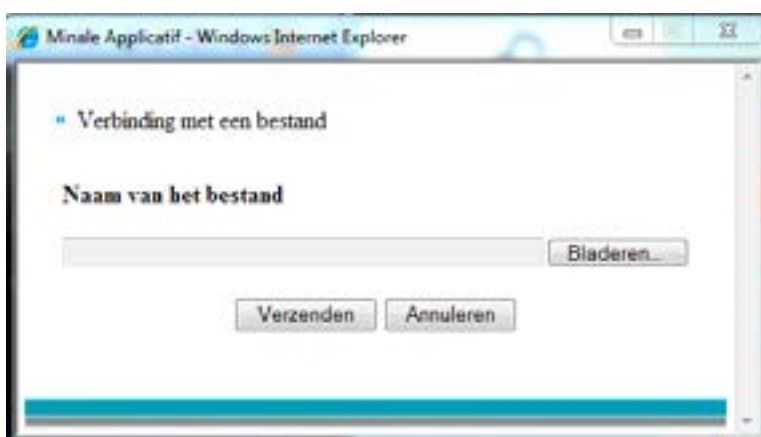 Minale Applicatif - Windows Internet Explorer
Verbinding met een bestand
Naam van het bestand
Bladeren...
Verzenden Annuleren